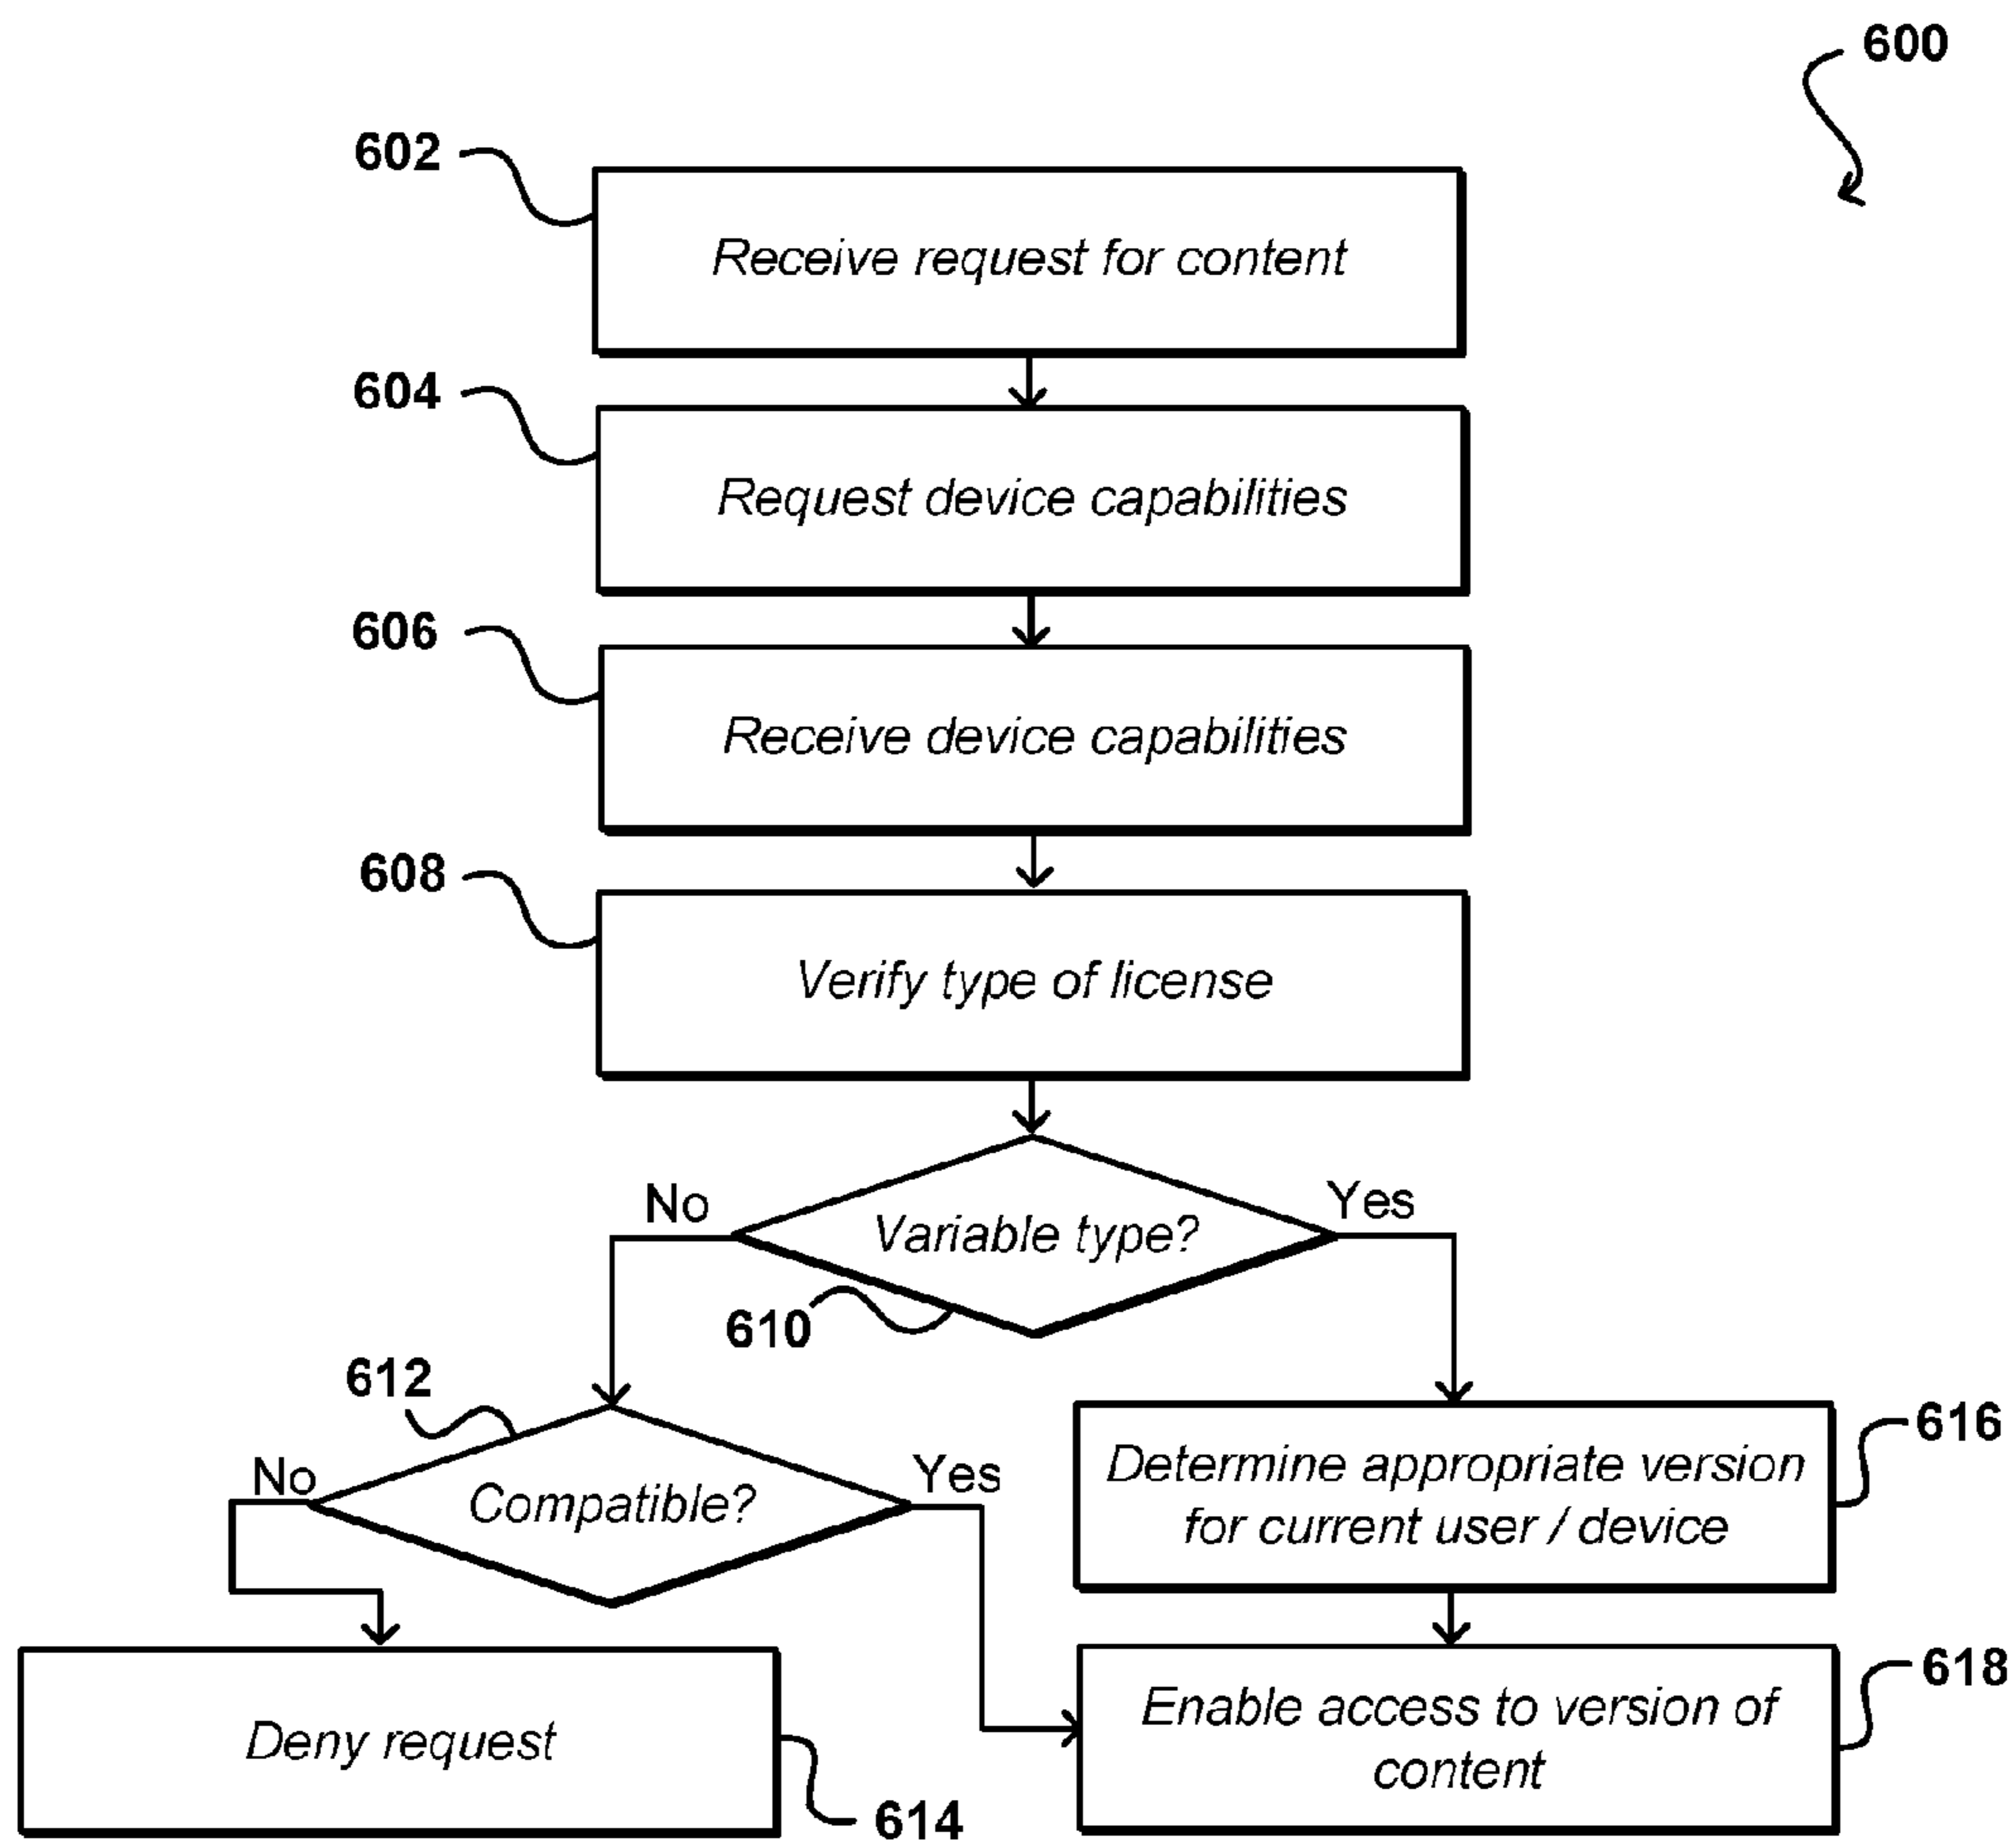 600
602
Receive request for content
604
Request device capabilities
606
Receive device capabilities
608
Verify type of license
No
Variable type?
Yes
610
612
No
Compatible?
Yes
Determine appropriate version
for current user / device
616
Deny request
614
Enable access to version of
content
618